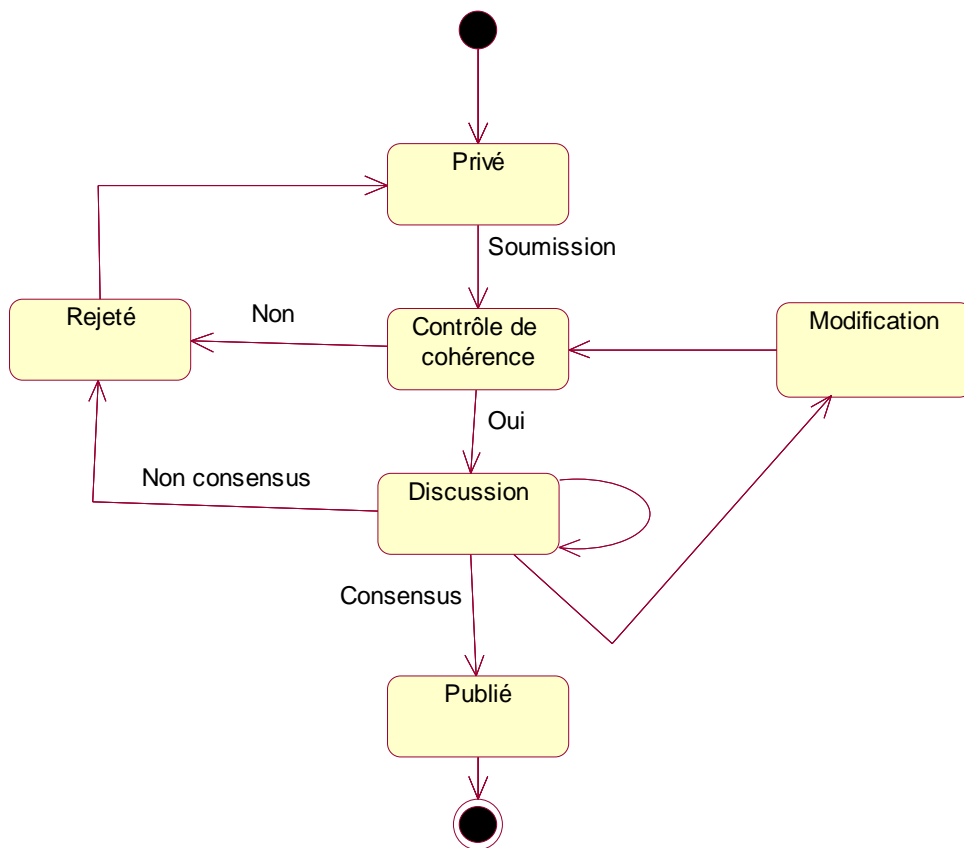 Privé
Soumission
Rejeté
Non
Contrôle de
cohérence
Modification
Oui
Non consensus
Discussion
Consensus
Publié